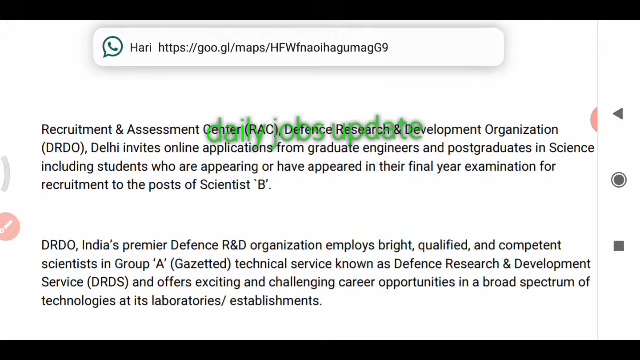 Hari https://goo.gl/maps/HFWfnaoihagumagG9
daily jobs update
Recruitment & Assessment Center (RAC), Defence Research & Development Organization
(DRDO), Delhi invites online applications from graduate engineers and postgraduates in Science
including students who are appearing or have appeared in their final year examination for
recruitment to the posts of Scientist `B'.
DRDO, India's premier Defence R&D organization employs bright, qualified, and competent
scientists in Group ‘A’ (Gazetted) technical service known as Defence Research & Development
Service (DRDS) and offers exciting and challenging career opportunities in a broad spectrum of
technologies at its laboratories/ establishments.